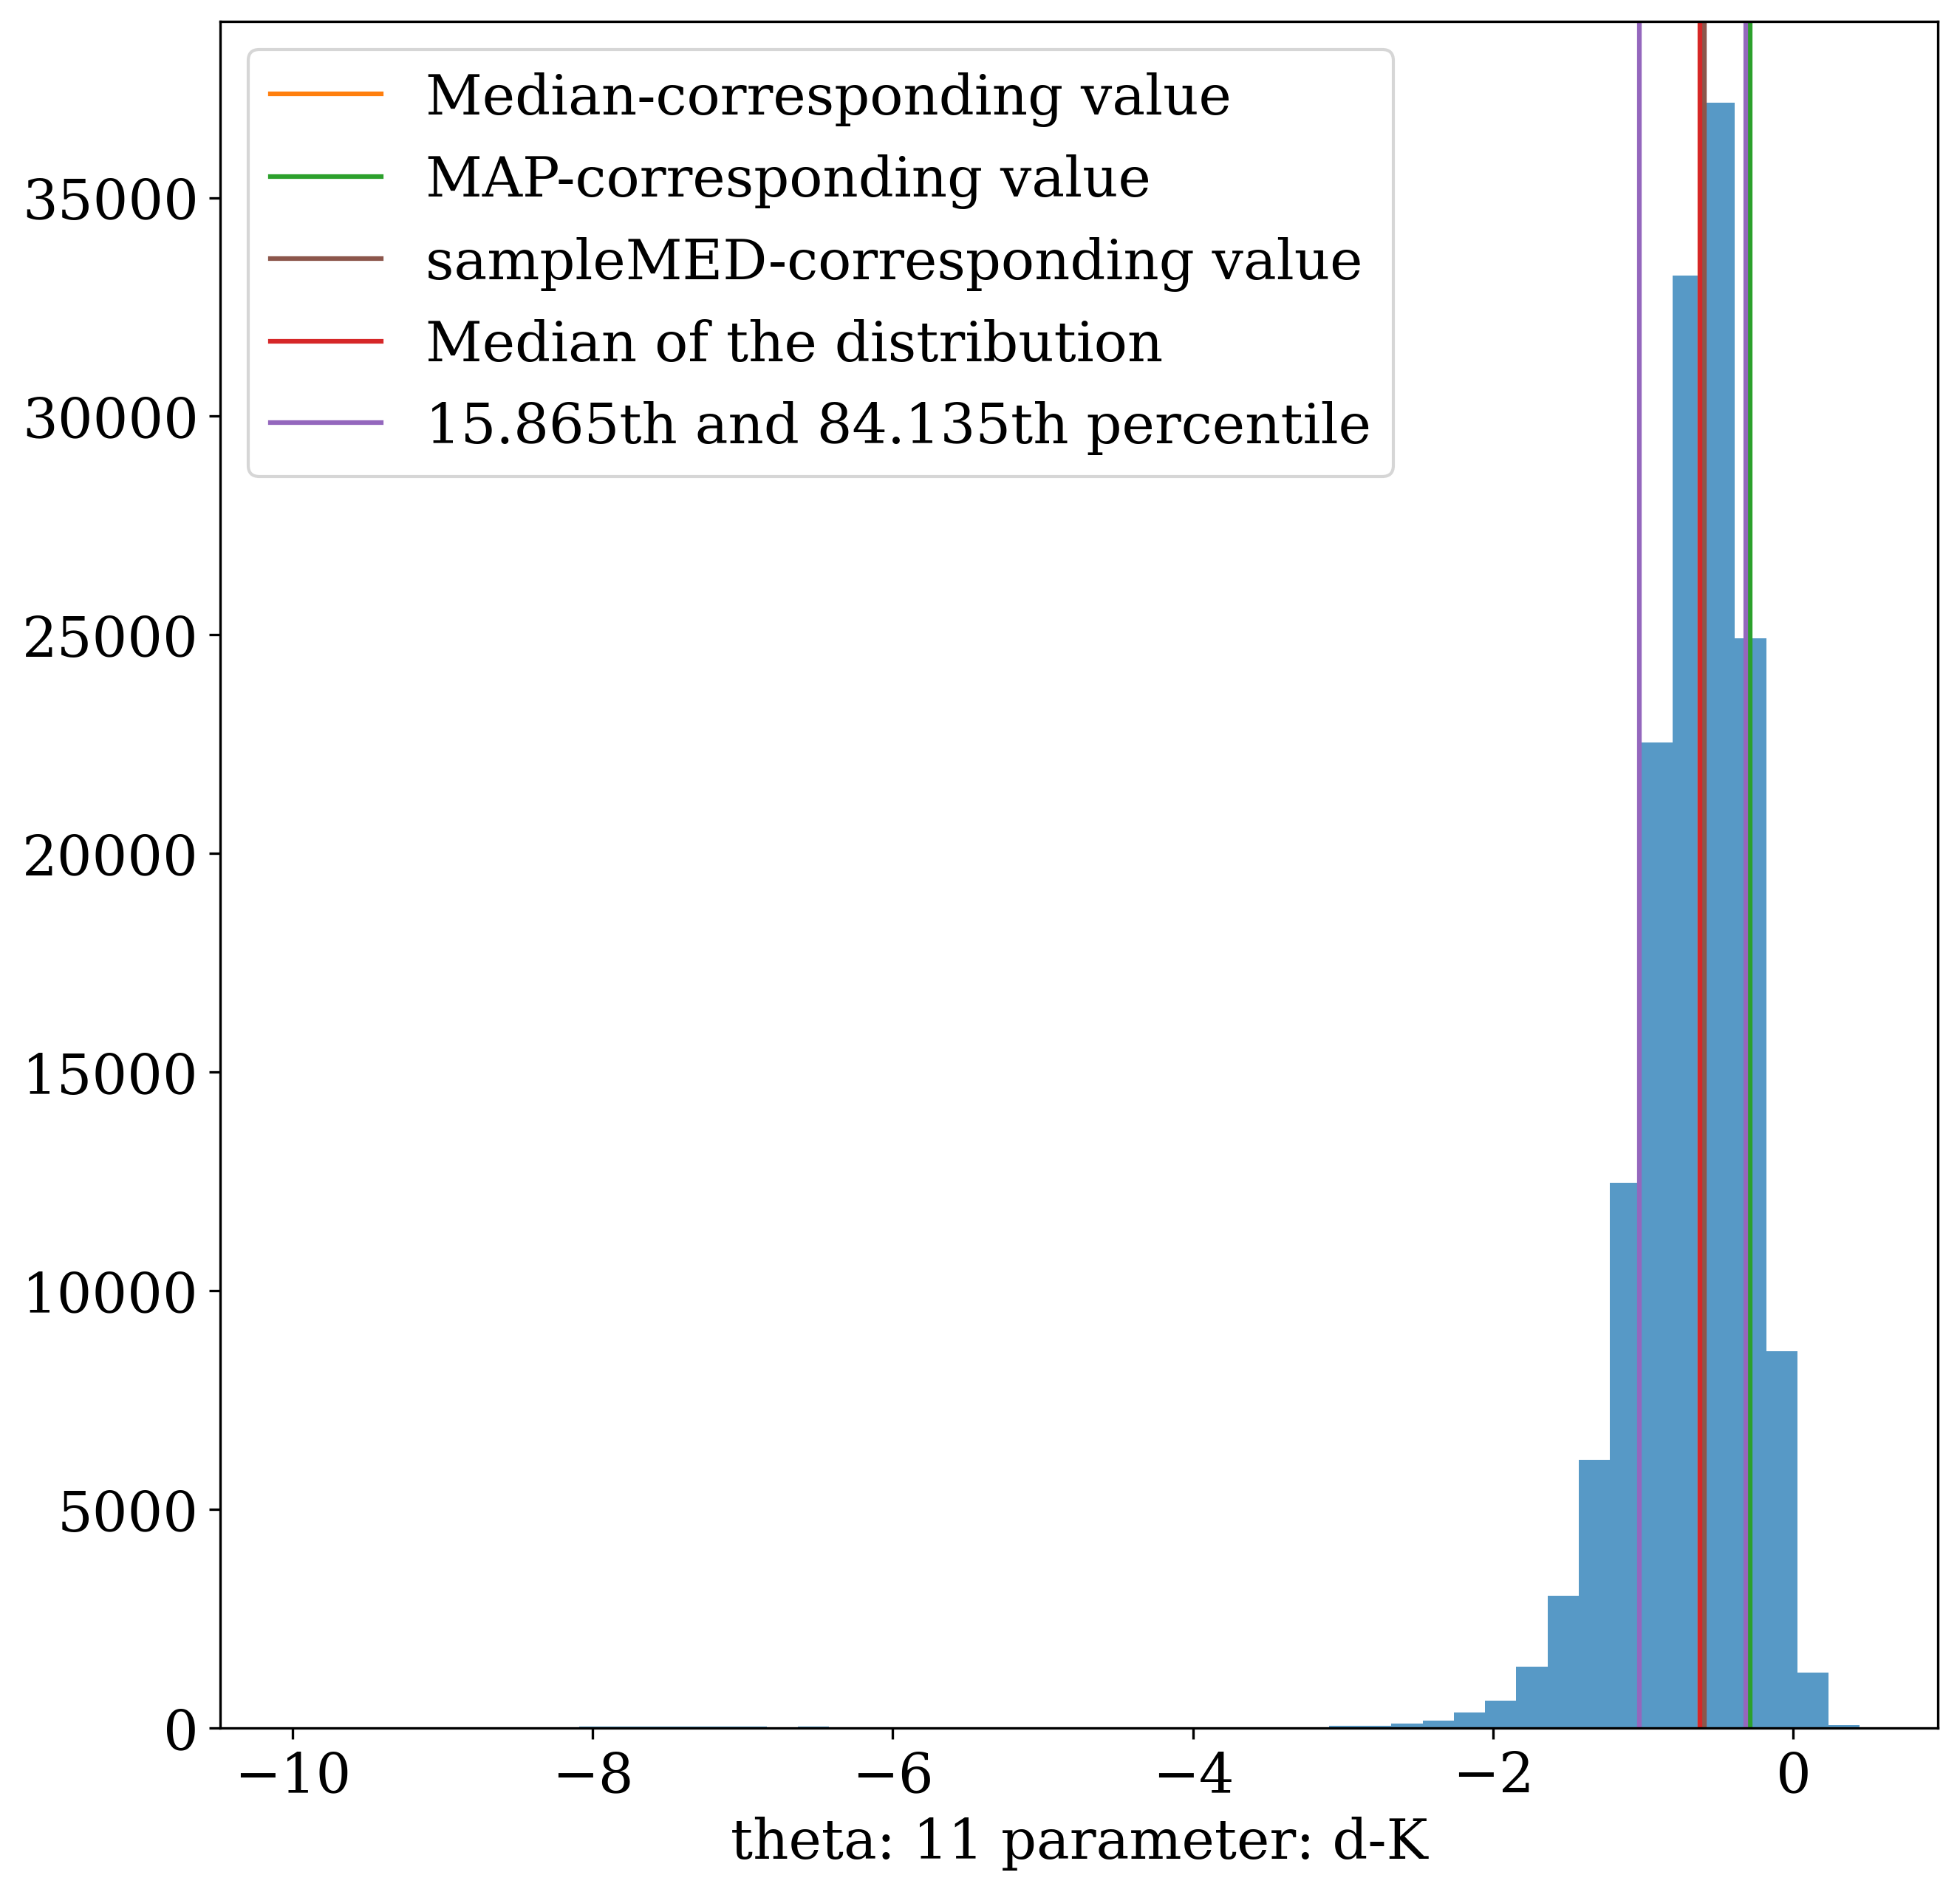 Median-corresponding value
MAP-corresponding value
sampleMED-corresponding value
Median of the distribution
15.865th and 84.135th percentile
35000
30000
25000
20000
15000
10000
5000
0
−10 −8 −6 −4 −2 0
theta: 11 parameter: d-K